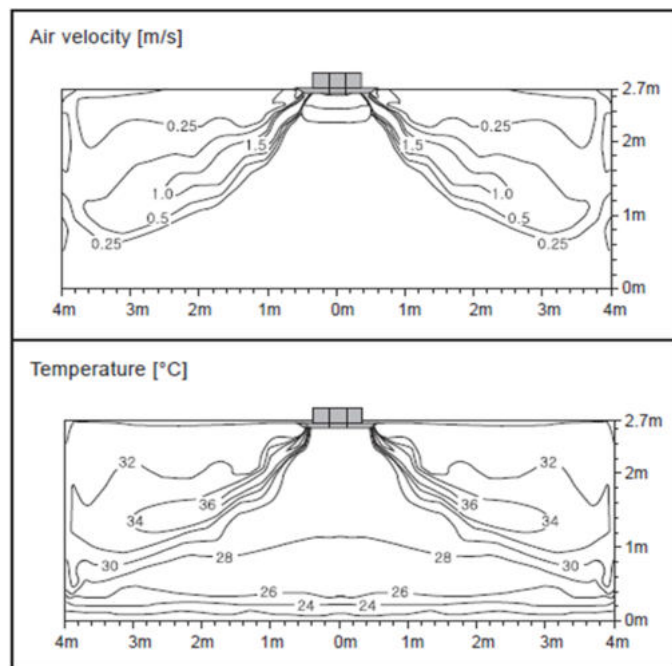 Air velocity [m/s]
2.7m
0.25 0.25 2m
1.5 1.5
1.0 1.0
0.5 0.5 1m
0.25 0.25
0m
4m 3m 2m 1m 0m 1m 2m 3m 4m
Temperature [°C]
2.7m
32 32 2m
36 36
34 34
28 28 1m
30 30
26 26
24 24
0m
4m 3m 2m 1m 0m 1m 2m 3m 4m